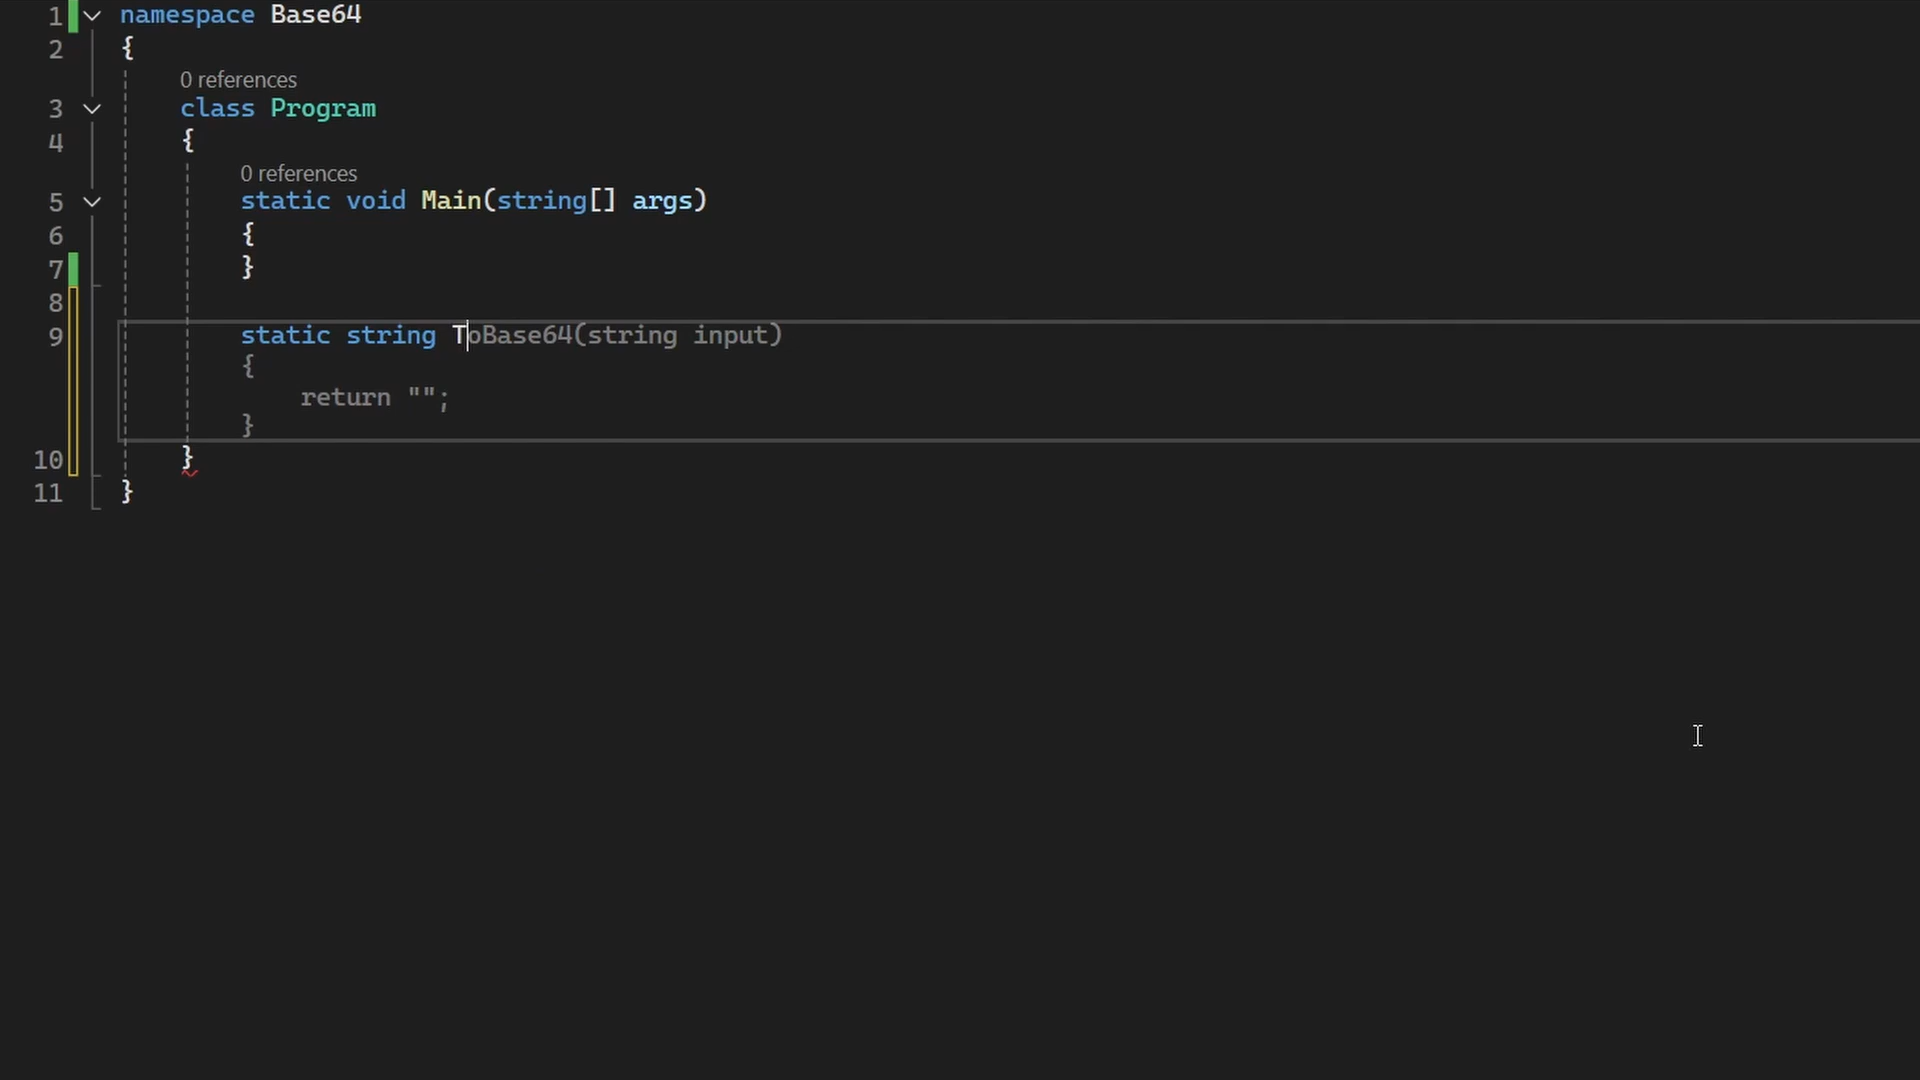 1 namespace Base64
2 {
0 references
3 class Program
4 {
0 references
5 static void Main(string[] args)
6 {
7 }
8
9 static string ToBase64(string input)
{
return "";
}
10 }
11 }